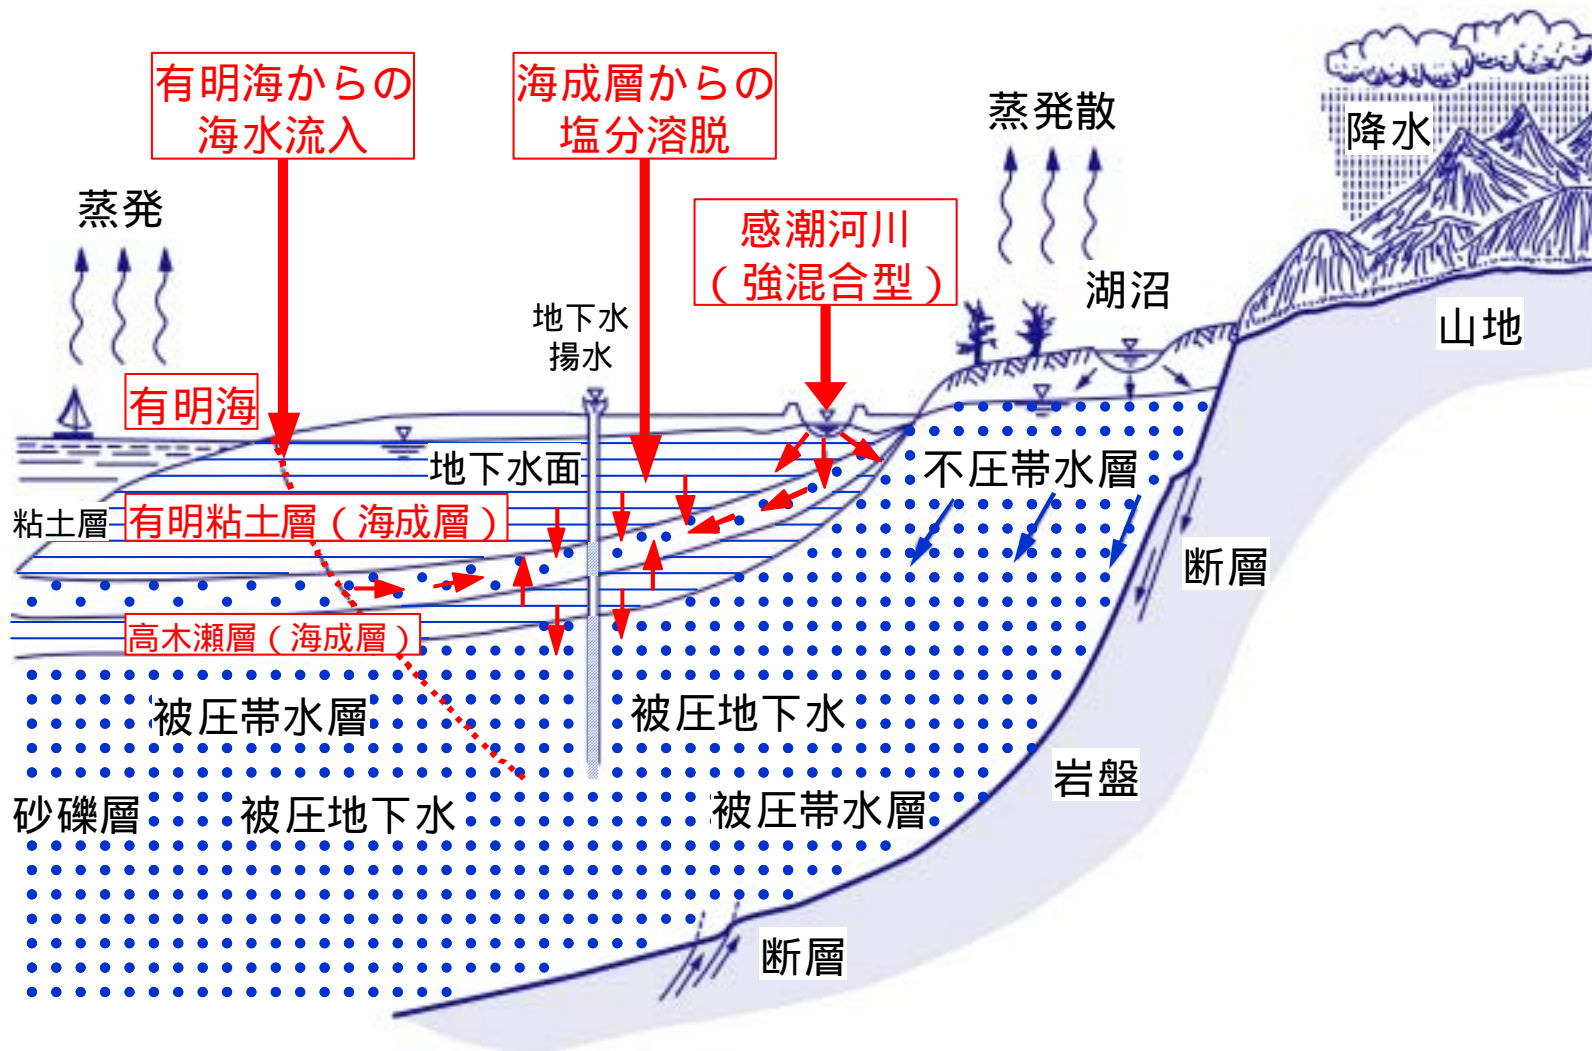 有明海からの
海水流入
海成層からの
塩分溶脱
蒸発散
降水
蒸発
感潮河川
(強混合型)
湖沼
地下水
揚水
山地
有明海
地下水面
不圧帯水層
粘土層
有明粘土層(海成層)
断層
高木瀬層(海成層)
被圧帯水層
被圧地下水
岩盤
砂礫層
被圧地下水
被圧帯水層
断層